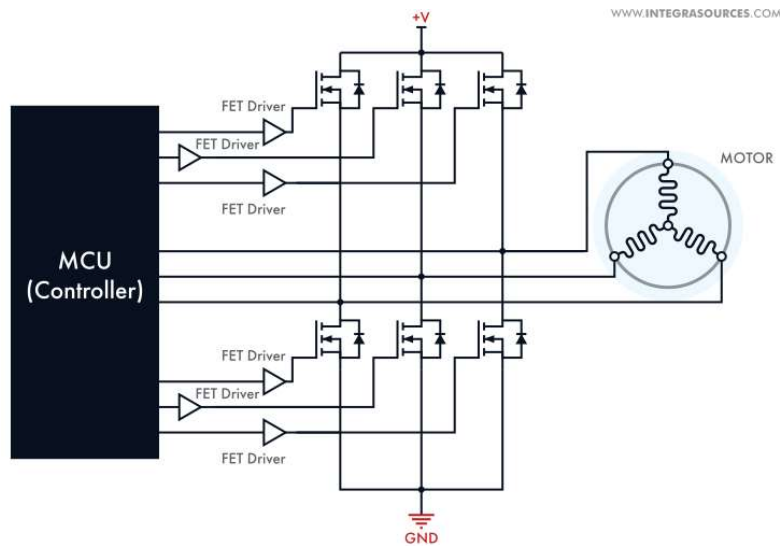 WWW.INTEGRASOURCES.COM
+V
FET Driver
FET Driver
FET Driver
MOTOR
MCU
(Controller)
FET Driver
FET Driver
FET Driver
GND